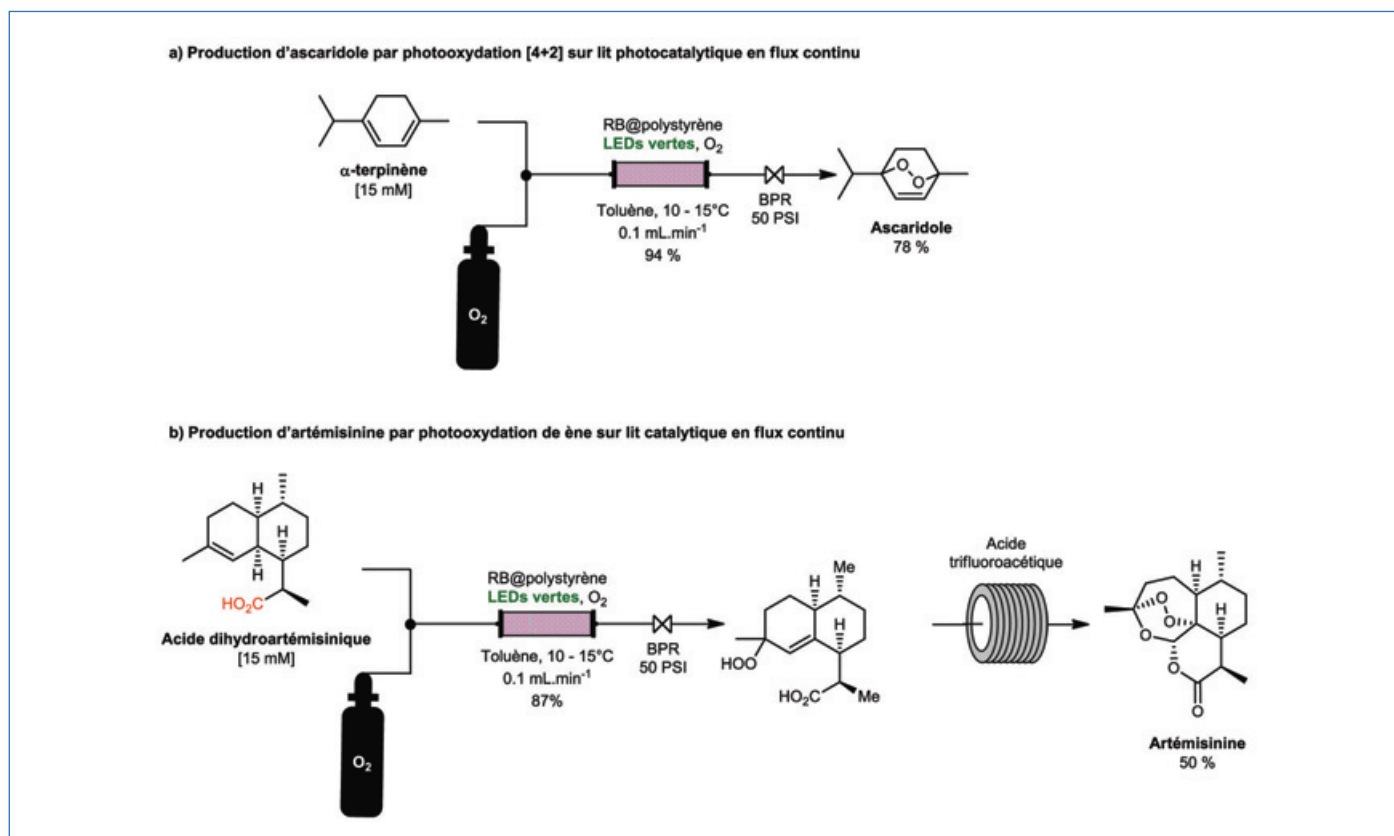 a) Production d'ascaridole par photooxydation [4+2] sur lit photocatalytique en flux continu
α-terpinène
[15 mM]
O2
RB@polystyrène
LEDs vertes, O2
Toluène, 10 - 15°C
0.1 mL.min-1
94 %
BPR
50 PSI
O
O
Ascaridole
78 %
b) Production d'artémisinine par photooxydation de ène sur lit catalytique en flux continu
H
H
H
HO2C
Acide dihydroartémisinique
[15 mM]
O2
RB@polystyrène
LEDs vertes, O2
Toluène, 10 - 15°C
0.1 mL.min-1
87%
BPR
50 PSI
Me
H
H
HOO
HO2C
Me
Acide
trifluoroacétique
H
O
O
H
O
O
O
Artémisinine
50 %